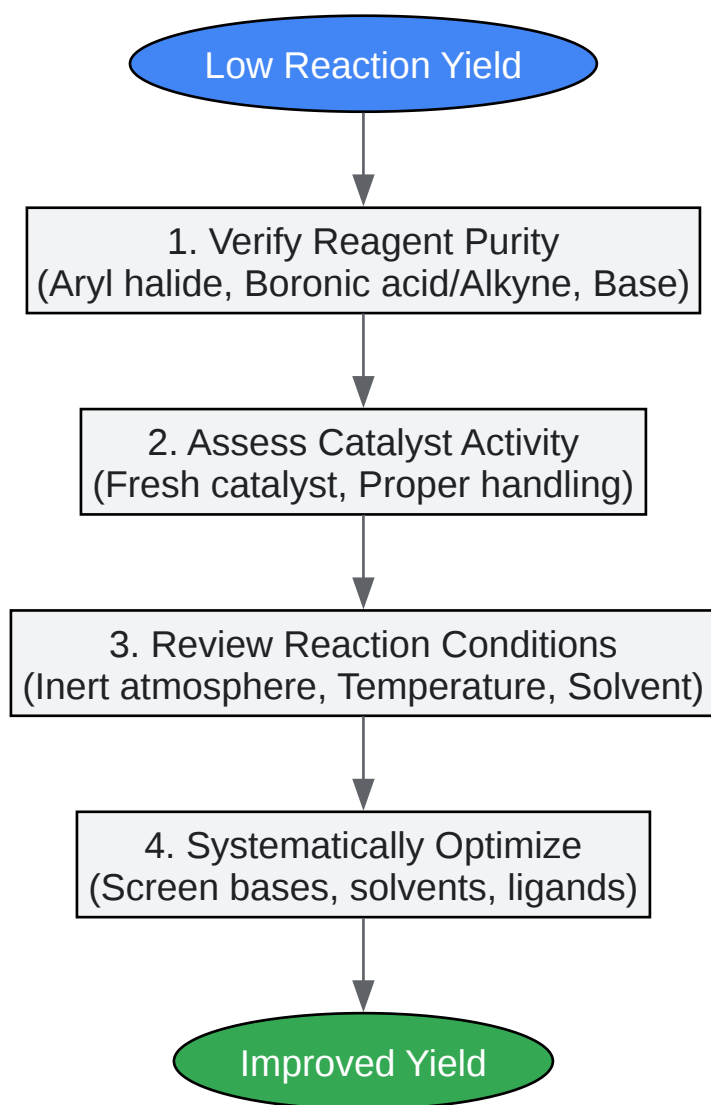 Low Reaction Yield
1. Verify Reagent Purity
(Aryl halide, Boronic acid/Alkyne, Base)
2. Assess Catalyst Activity
(Fresh catalyst, Proper handling)
3. Review Reaction Conditions
(Inert atmosphere, Temperature, Solvent)
4. Systematically Optimize
(Screen bases, solvents, ligands)
Improved Yield